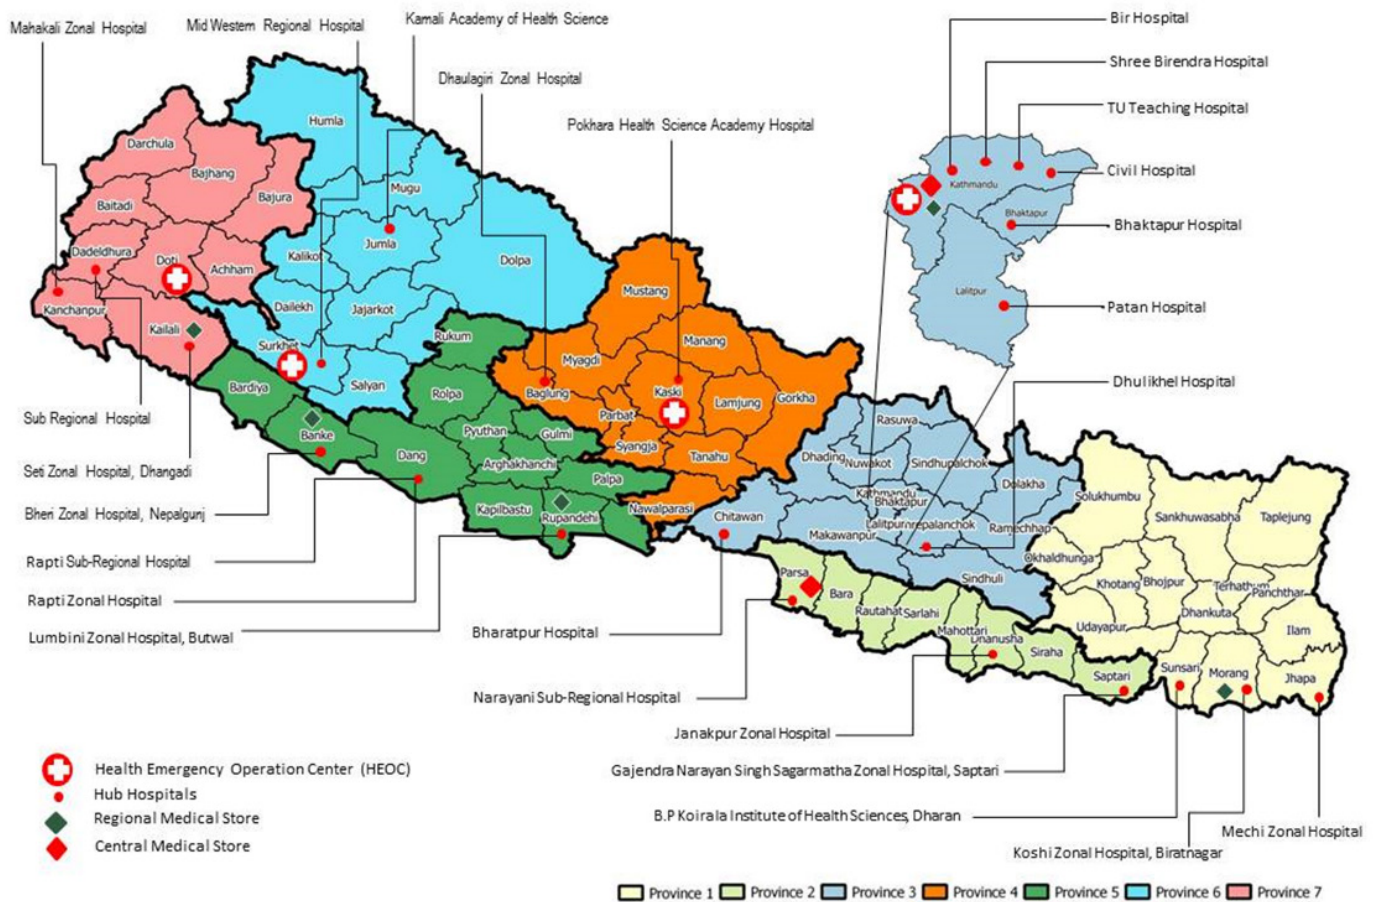 Mahakali Zonal Hospital
Mid Western Regional Hospital
Kamali Academy of Health Science
Dhaulagiri Zonal Hospital
Pokhara Health Science Academy Hospital
Bir Hospital
Shree Birendra Hospital
TU Teaching Hospital
Civil Hospital
Bhaktapur Hospital
Patan Hospital
Dhulikhel Hospital
Kathmandu
Bhaktapur
Lalitpur
Darchula
Bajhang
Bajura
Baitadi
Dadeldhura
Doti
Achham
Kanchanpur
Kailali
Humla
Mugu
Jumla
Kalikot
Dolpa
Dailekh
Jajarkot
Surkhet
Salyan
Rukum
Rolpa
Bardiya
Banke
Dang
Pyuthan
Gulmi
Arghakhanchi
Palpa
Kapilbastu
Rupandehi
Mustang
Manang
Myagdi
Baglung
Kaski
Lamjung
Gorkha
Parbat
Syangja
Tanahu
Nawalparasi
Rasuwa
Dhading
Nuwakot
Sindhupalchok
Dolakha
Kathmandu
Bhaktapur
Lalitpur
repalanchok
Ramechhap
Chitawan
Makawanpur
Sindhuli
Parsa
Bara
Rautahat
Sarlahi
Mahottari
Dhanusha
Siraha
Saptari
Solukhumbu
Sankhuwasabha
Taplejung
Okhaldhunga
Khotang
Bhojpur
Terhathum
Panchthar
Dhankuta
Udayapur
Ilam
Sunsari
Morang
Jhapa
Sub Regional Hospital
Seti Zonal Hospital, Dhangadi
Bheri Zonal Hospital, Nepalgunj
Rapti Sub-Regional Hospital
Rapti Zonal Hospital
Lumbini Zonal Hospital, Butwal
Bharatpur Hospital
Narayani Sub-Regional Hospital
Janakpur Zonal Hospital
Gajendra Narayan Singh Sagarmatha Zonal Hospital, Saptari
B.P Koirala Institute of Health Sciences, Dharan
Koshi Zonal Hospital, Biratnagar
Mechi Zonal Hospital
Health Emergency Operation Center (HEOC)
Hub Hospitals
Regional Medical Store
Central Medical Store
Province 1 Province 2 Province 3 Province 4 Province 5 Province 6 Province 7